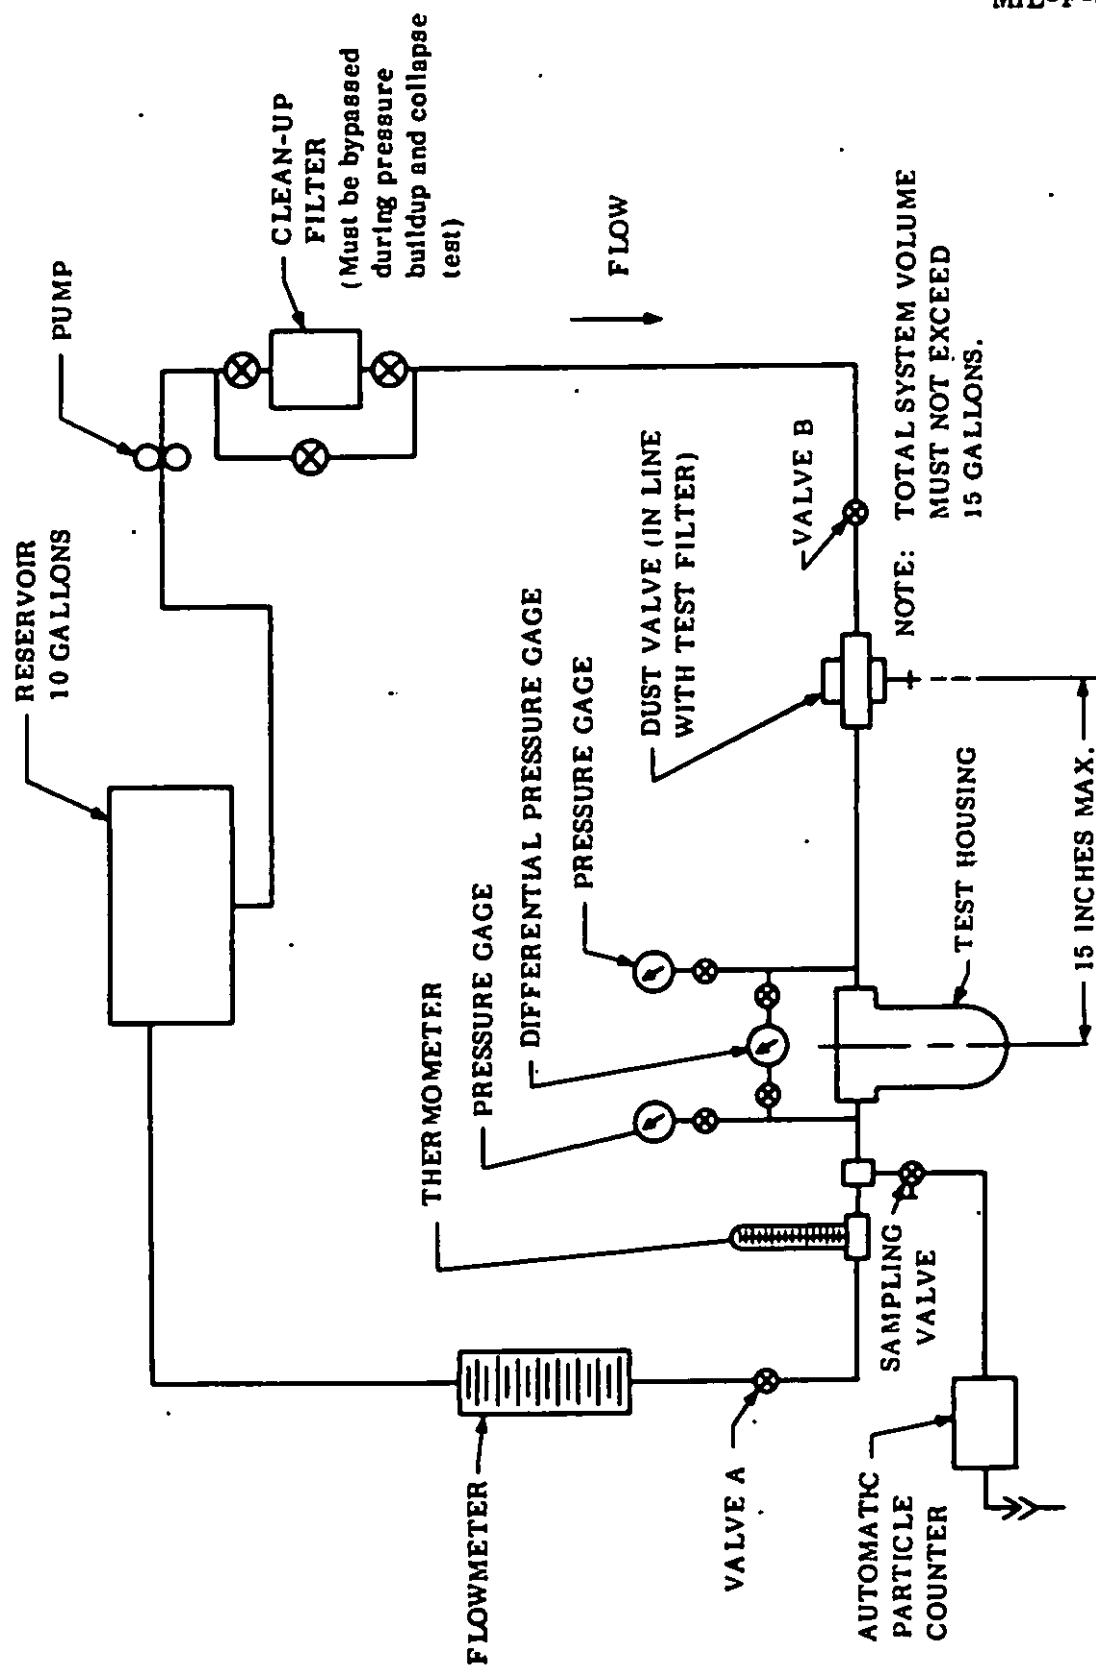 RESERVOIR
10 GALLONS
PUMP
CLEAN-UP
FILTER
(Must be bypassed
during pressure
buildup and collapse
test)
FLOW
THERMOMETER
PRESSURE GAGE
DIFFERENTIAL PRESSURE GAGE
PRESSURE GAGE
DUST VALVE (IN LINE
WITH TEST FILTER)
VALVE B
NOTE: TOTAL SYSTEM VOLUME
MUST NOT EXCEED
15 GALLONS.
FLOWMETER
VALVE A
SAMPLING
VALVE
AUTOMATIC
PARTICLE
COUNTER
TEST HOUSING
15 INCHES MAX.